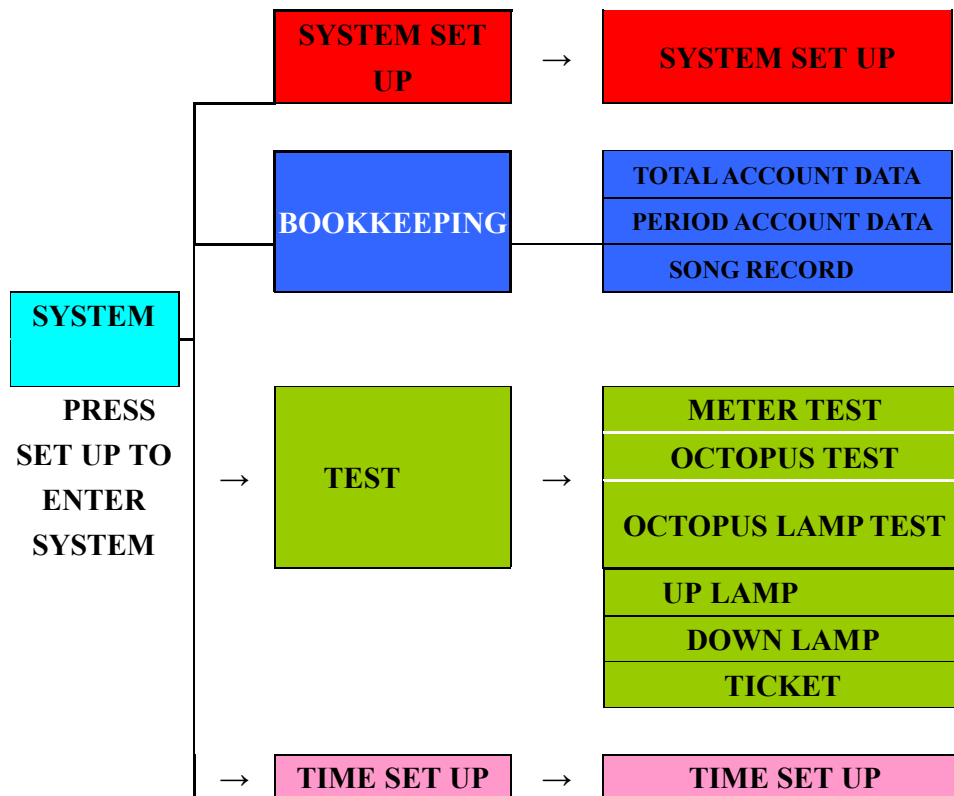 SYSTEM SET
UP
→
SYSTEM SET UP
BOOKKEEPING
TOTAL ACCOUNT DATA
PERIOD ACCOUNT DATA
SONG RECORD
SYSTEM
PRESS
SET UP TO
ENTER
SYSTEM
→
TEST
→
METER TEST
OCTOPUS TEST
OCTOPUS LAMP TEST
UP LAMP
DOWN LAMP
TICKET
→
TIME SET UP
→
TIME SET UP